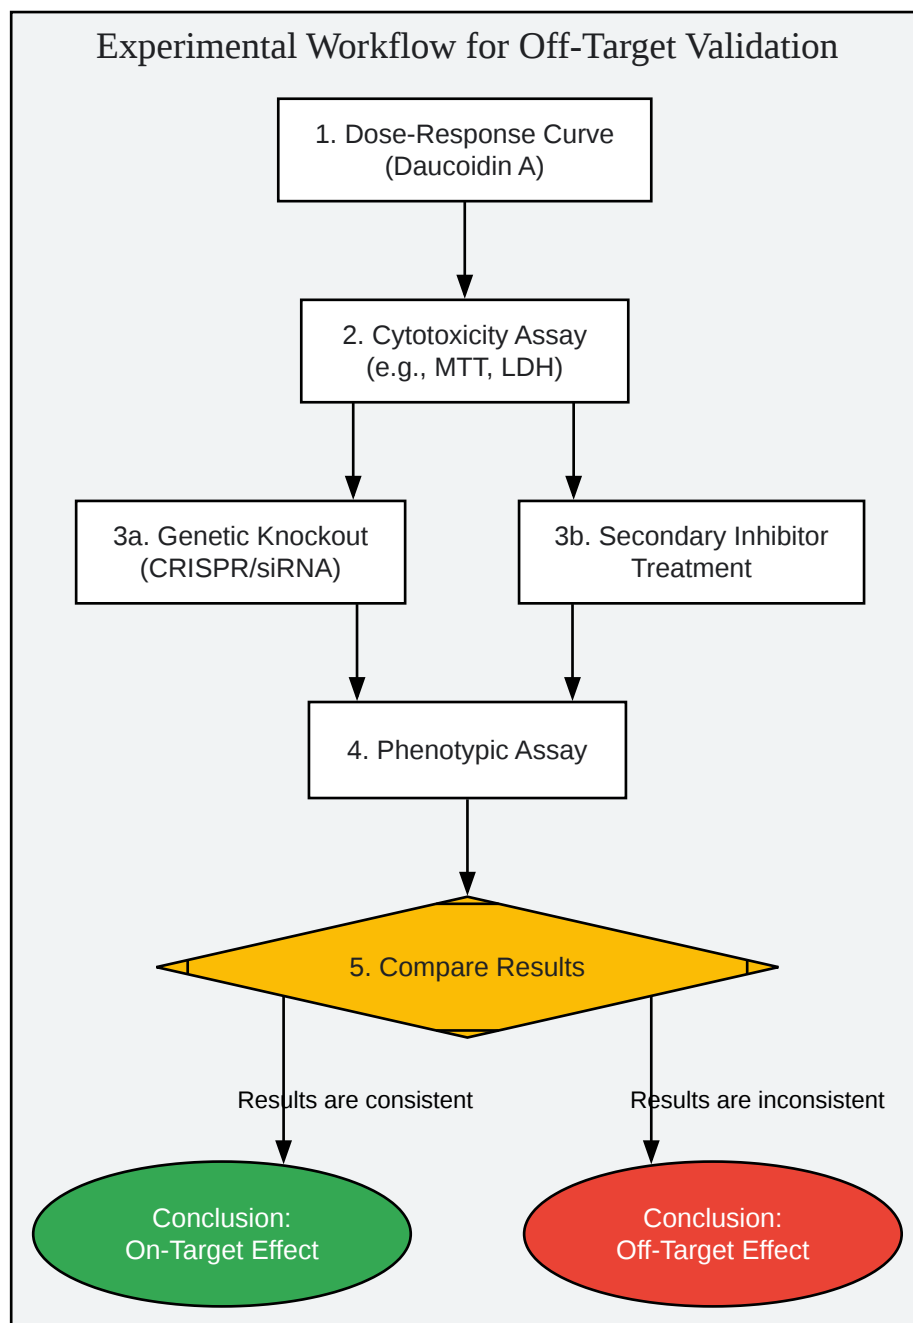 Experimental Workflow for Off-Target Validation
1. Dose-Response Curve
(Daucoidin A)
2. Cytotoxicity Assay
(e.g., MTT, LDH)
3a. Genetic Knockout
(CRISPR/siRNA)
3b. Secondary Inhibitor
Treatment
4. Phenotypic Assay
5. Compare Results
Results are consistent
Results are inconsistent
Conclusion:
On-Target Effect
Conclusion:
Off-Target Effect